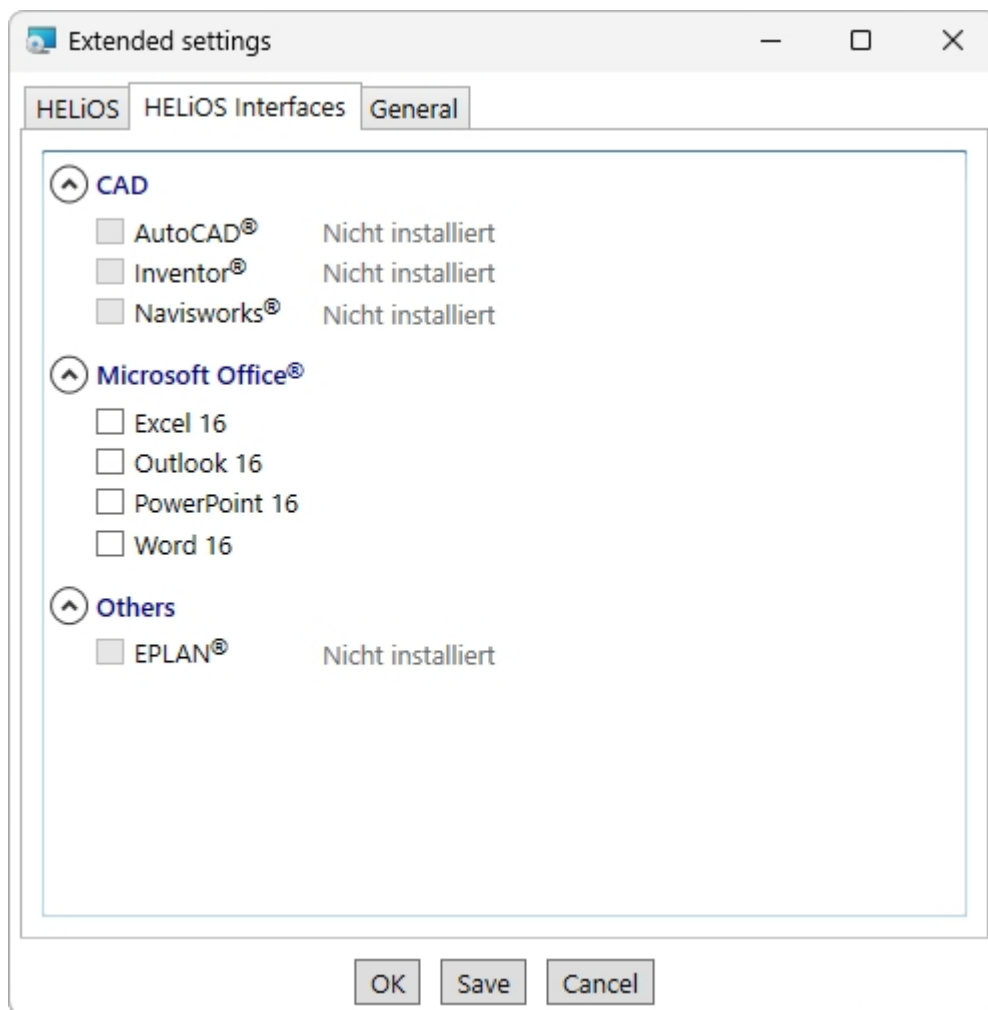 Extended settings
HELiOS HELiOS Interfaces General
CAD
AutoCAD® Nicht installiert
Inventor® Nicht installiert
Navisworks® Nicht installiert
Microsoft Office®
Excel 16
Outlook 16
PowerPoint 16
Word 16
Others
EPLAN® Nicht installiert
OK Save Cancel